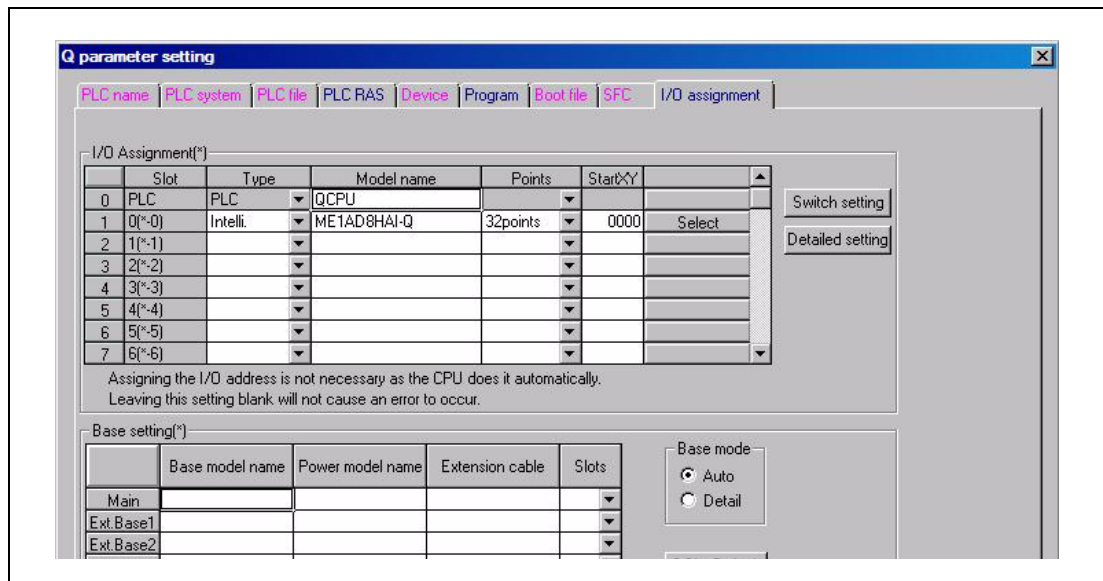 Q parameter setting
PLC name PLC system PLC file PLC RAS Device Program Boot file SFC I/O assignment
I/O Assignment(*)
Slot Type Model name Points StartXY
0 PLC PLC QCPU
1 0(*-0) Intelli. ME1AD8HAI-Q 32points 0000 Select
2 1(*-1)
3 2(*-2)
4 3(*-3)
5 4(*-4)
6 5(*-5)
7 6(*-6)
Switch setting
Detailed setting
Assigning the I/O address is not necessary as the CPU does it automatically.
Leaving this setting blank will not cause an error to occur.
Base setting(*)
Base model name Power model name Extension cable Slots
Main
Ext.Base1
Ext.Base2
Base mode
Auto
Detail